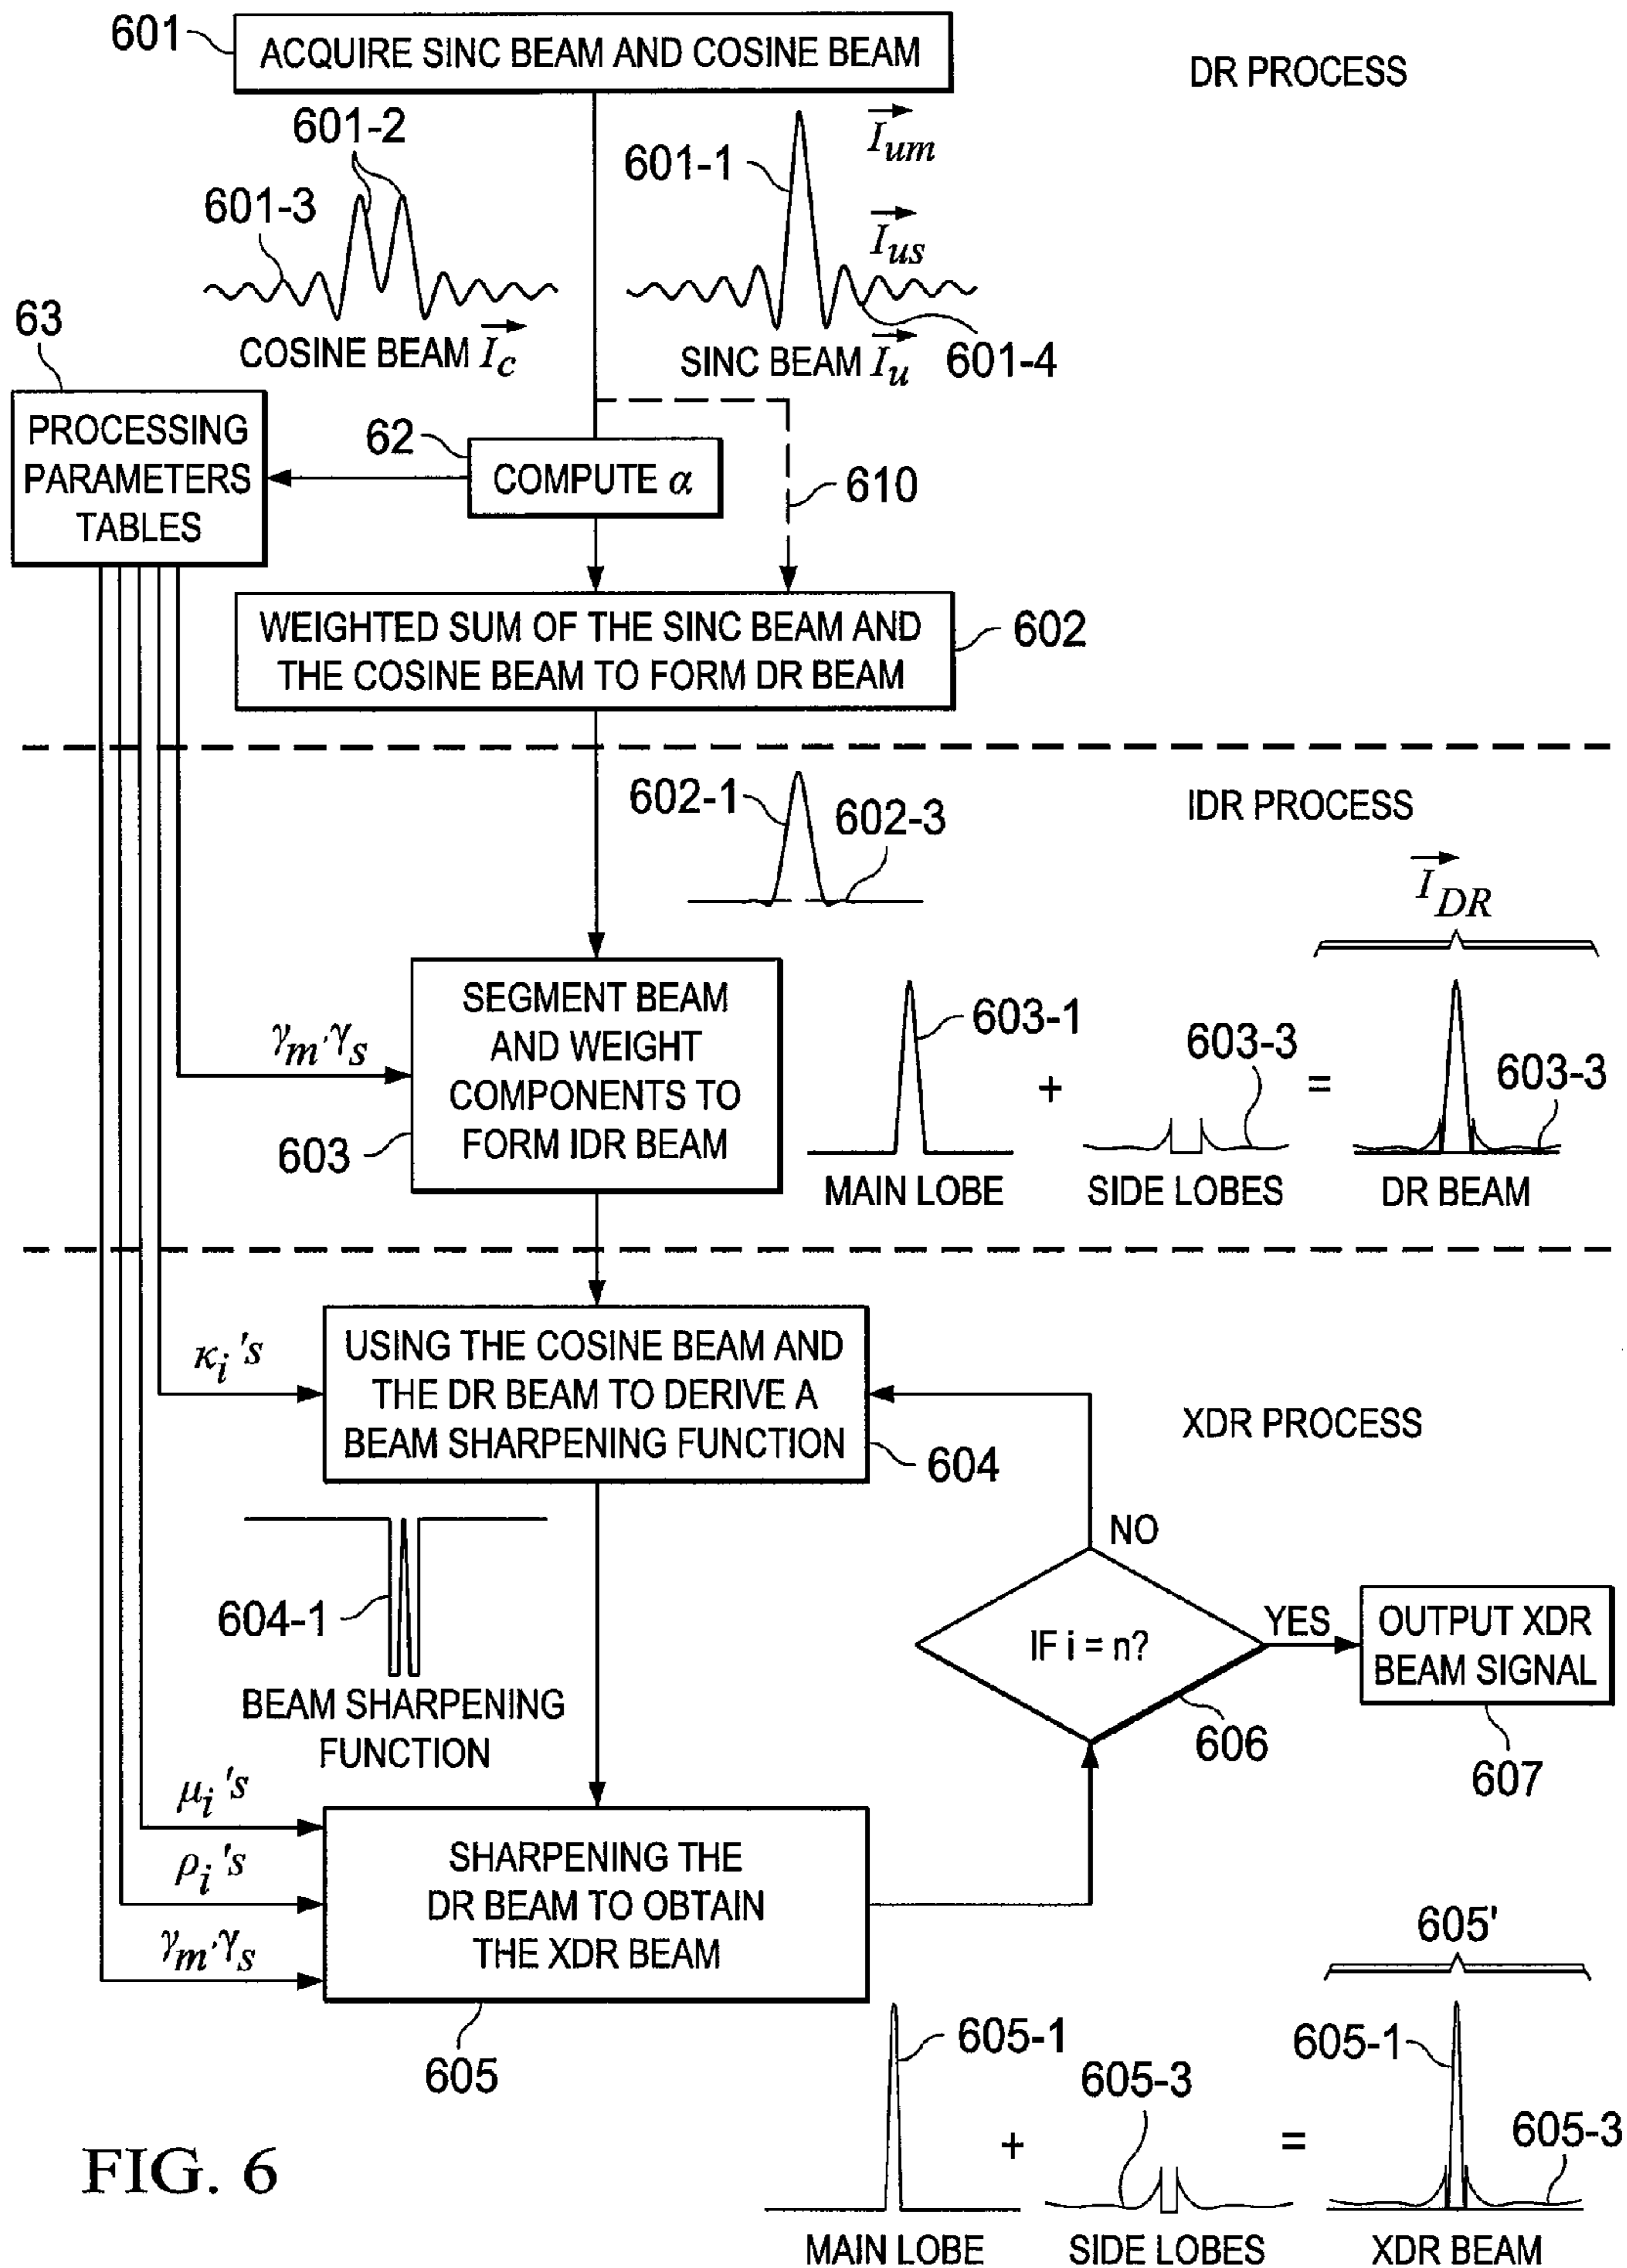 601
ACQUIRE SINC BEAM AND COSINE BEAM
DR PROCESS
601-2
601-1
I_um
601-3
I_us
COSINE BEAM I_c
SINC BEAM I_u
601-4
63
PROCESSING
PARAMETERS
TABLES
62
COMPUTE α
610
WEIGHTED SUM OF THE SINC BEAM AND
THE COSINE BEAM TO FORM DR BEAM
602
602-1
602-3
IDR PROCESS
I_DR
SEGMENT BEAM
AND WEIGHT
COMPONENTS TO
FORM IDR BEAM
γm,γs
603
603-1
+
603-3
=
603-3
MAIN LOBE
SIDE LOBES
DR BEAM
κi's
USING THE COSINE BEAM AND
THE DR BEAM TO DERIVE A
BEAM SHARPENING FUNCTION
604
XDR PROCESS
604-1
BEAM SHARPENING
FUNCTION
NO
IF i = n?
YES
606
OUTPUT XDR
BEAM SIGNAL
607
μi's
ρi's
γm,γs
SHARPENING THE
DR BEAM TO OBTAIN
THE XDR BEAM
605
605'
605-1
+
605-3
=
605-1
605-3
MAIN LOBE
SIDE LOBES
XDR BEAM
FIG. 6